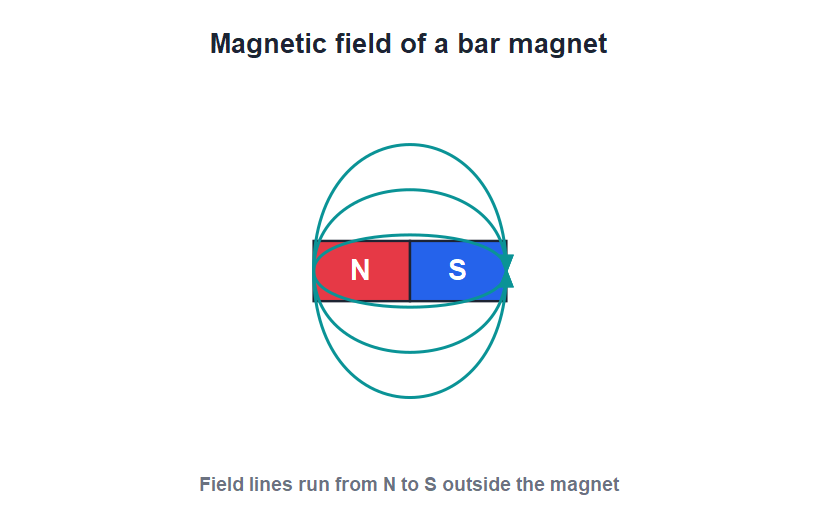 Magnetic field of a bar magnet
N S
Field lines run from N to S outside the magnet